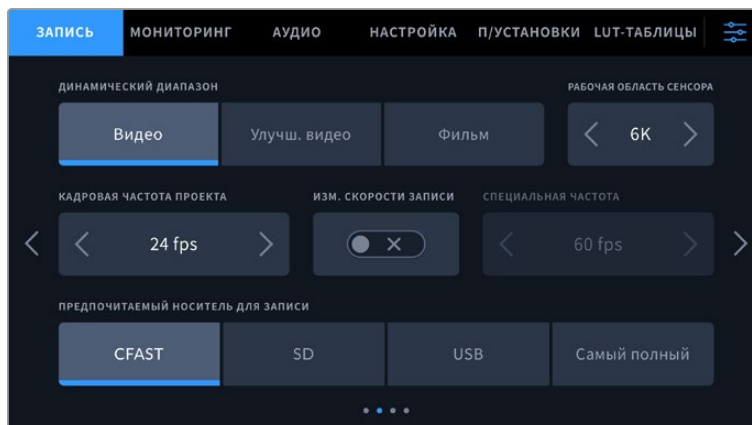 ЗАПИСЬ МОНИТОРИНГ АУДИО НАСТРОЙКА П/УСТАНОВКИ LUT-ТАБЛИЦЫ
ДИНАМИЧЕСКИЙ ДИАПАЗОН РАБОЧАЯ ОБЛАСТЬ СЕНСОРА
Видео Улучш. видео Фильм 6K
КАДРОВАЯ ЧАСТОТА ПРОЕКТА ИЗМ. СКОРОСТИ ЗАПИСИ СПЕЦИАЛЬНАЯ ЧАСТОТА
24 fps 60 fps
ПРЕДПОЧИТАЕМЫЙ НОСИТЕЛЬ ДЛЯ ЗАПИСИ
CFAST SD USB Самый полный